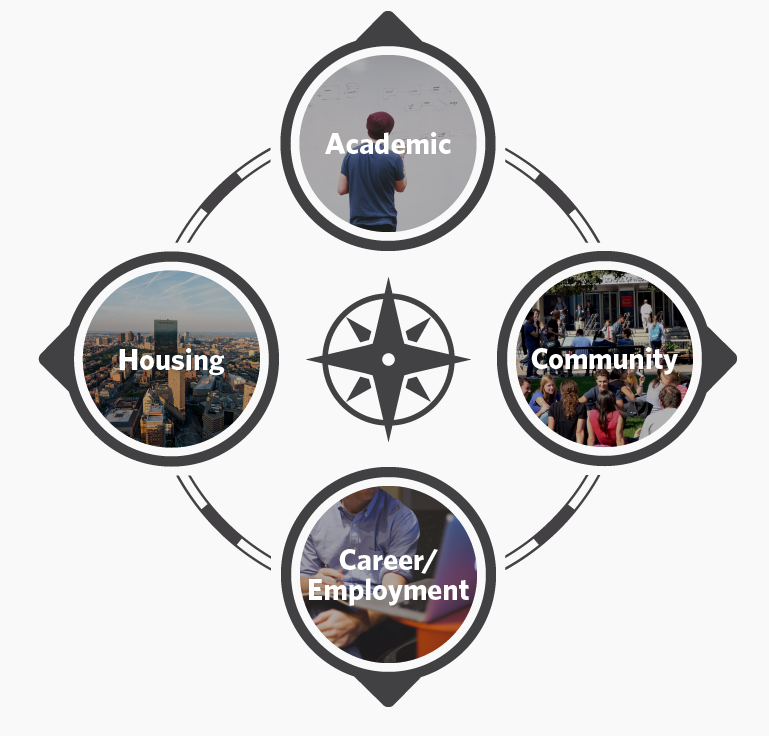 Academic
Housing
Community
Career/
Employment